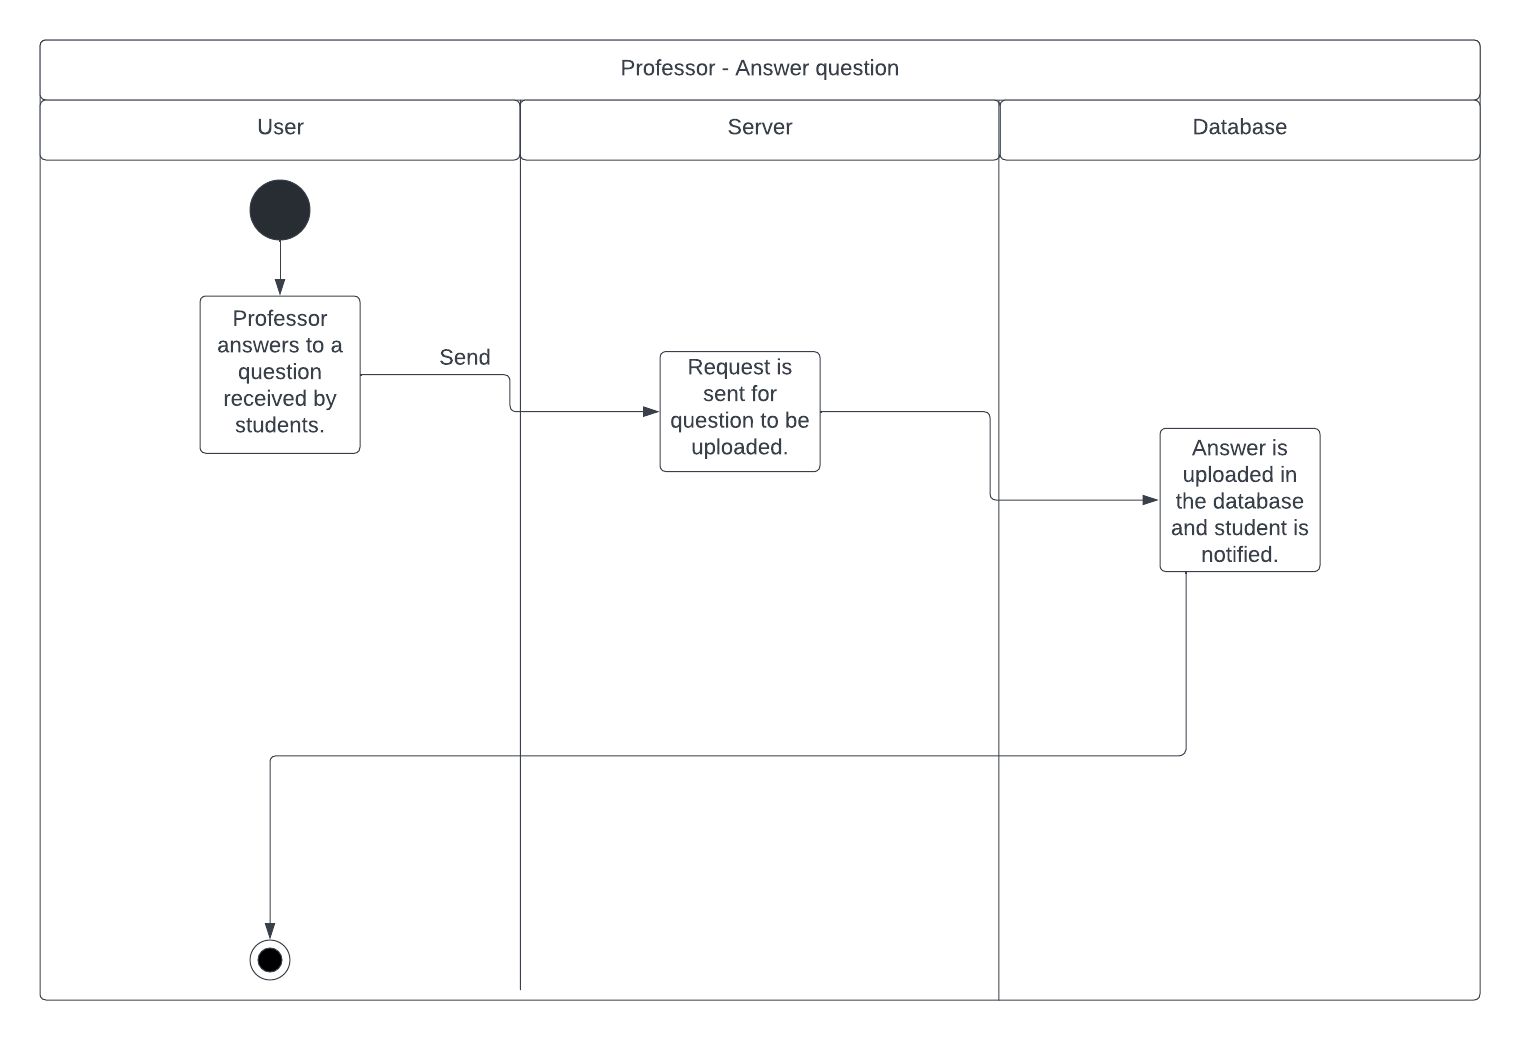 Professor - Answer question
User
Server
Database
Professor
answers to a
question
received by
students.
Send
Request is
sent for
question to be
uploaded.
Answer is
uploaded in
the database
and student is
notified.